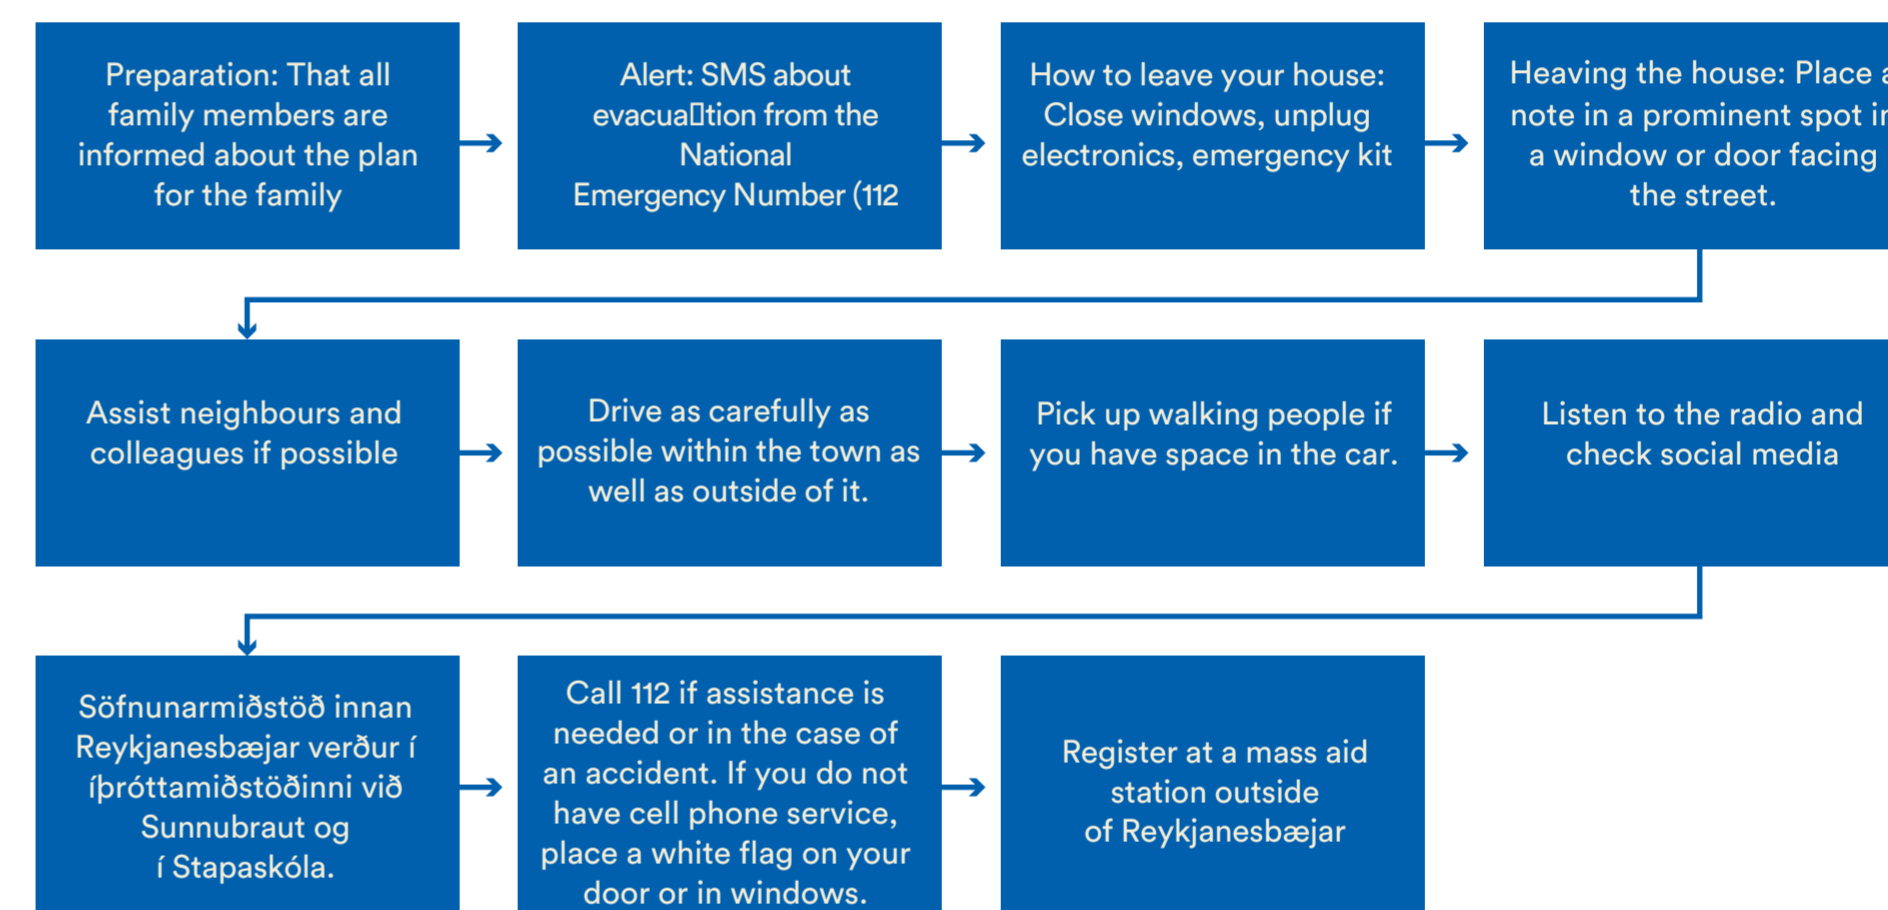 Preparation: That all
family members are
informed about the plan
for the family
Alert: SMS about
evacua▯tion from the
National
Emergency Number (112
How to leave your house:
Close windows, unplug
electronics, emergency kit
Heaving the house: Place a
note in a prominent spot in
a window or door facing
the street.
Assist neighbours and
colleagues if possible
Drive as carefully as
possible within the town as
well as outside of it.
Pick up walking people if
you have space in the car.
Listen to the radio and
check social media
Söfnunarmiðstöð innan
Reykjanesbæjar verður í
íþróttamiðstöðinni við
Sunnubraut og
í Stapaskóla.
Call 112 if assistance is
needed or in the case of
an accident. If you do not
have cell phone service,
place a white flag on your
door or in windows.
Register at a mass aid
station outside
of Reykjanesbæjar